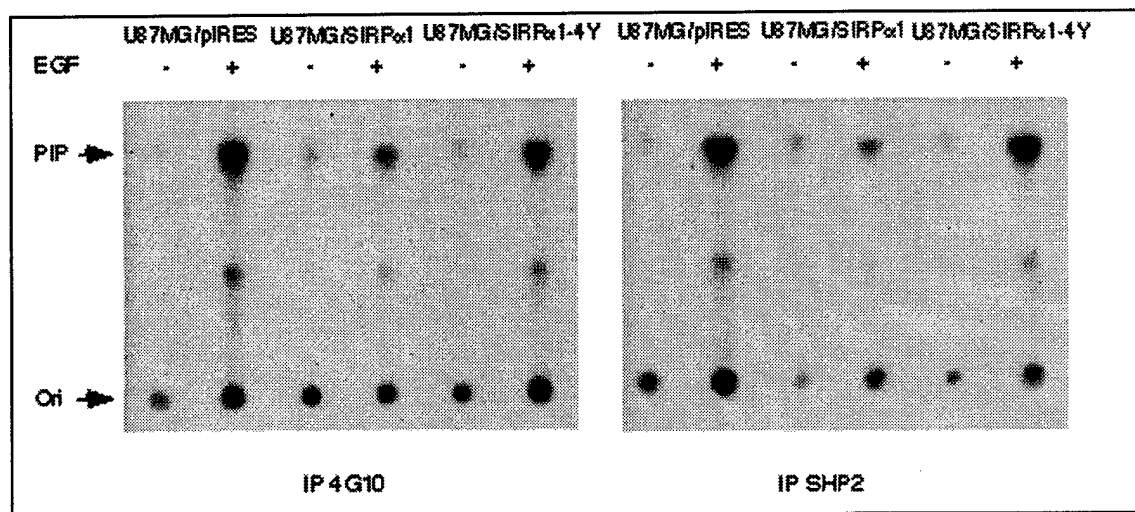 U87MG/pIRES U87MG/SIRPα1 U87MG/SIRPα1-4Y U87MG/pIRES U87MG/SIRPα1 U87MG/SIRPα1-4Y
EGF - + - + - + - + - + - +
PIP
Ori
IP 4G10 IP SHP2